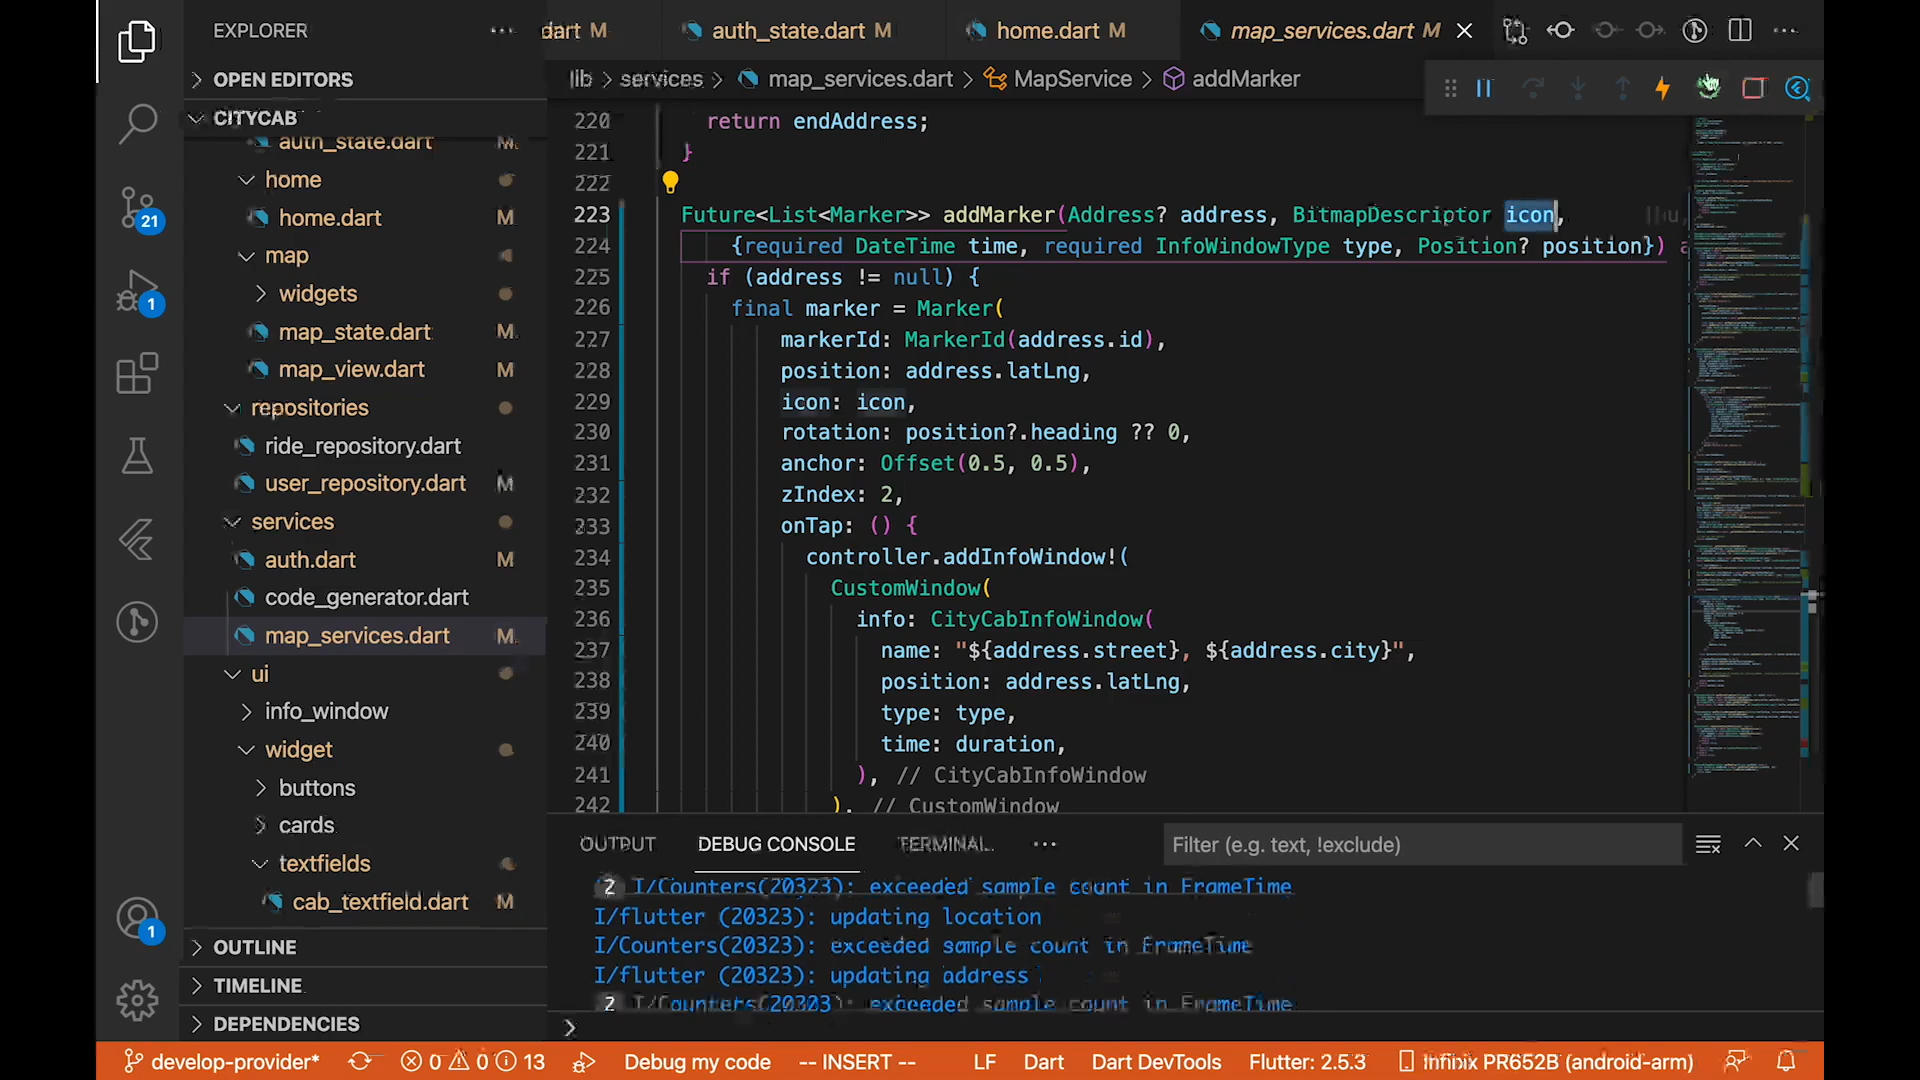 EXPLORER
OPEN EDITORS
CITYCAB
auth_state.dart M
home
home.dart M
map
widgets
map_state.dart M
map_view.dart M
repositories
ride_repository.dart
user_repository.dart M
services
auth.dart M
code_generator.dart
map_services.dart M
ui
info_window
widget
buttons
cards
textfields
cab_textfield.dart M
OUTLINE
TIMELINE
DEPENDENCIES
21
1
1
dart M
auth_state.dart M
home.dart M
map_services.dart M
lib > services > map_services.dart > MapService > addMarker
220 return endAddress;
221 }
222
223 Future<List<Marker>> addMarker(Address? address, BitmapDescriptor icon,
224 {required DateTime time, required InfoWindowType type, Position? position}) a
225 if (address != null) {
226 final marker = Marker(
227 markerId: MarkerId(address.id),
228 position: address.latLng,
229 icon: icon,
230 rotation: position?.heading ?? 0,
231 anchor: Offset(0.5, 0.5),
232 zIndex: 2,
233 onTap: () {
234 controller.addInfoWindow!(
235 CustomWindow(
236 info: CityCabInfoWindow(
237 name: "${address.street}, ${address.city}",
238 position: address.latLng,
239 type: type,
240 time: duration,
241 ), // CityCabInfoWindow
242 ), // CustomWindow
OUTPUT DEBUG CONSOLE TERMINAL
Filter (e.g. text, !exclude)
2 I/Counters(20323): exceeded sample count in FrameTime
I/flutter (20323): updating location
I/Counters(20323): exceeded sample count in FrameTime
I/flutter (20323): updating address
2 I/Counters(20303): exceeded sample count in FrameTime
develop-provider* 0 0 13 Debug my code -- INSERT -- LF Dart Dart DevTools Flutter: 2.5.3 Infinix PR652B (android-arm)